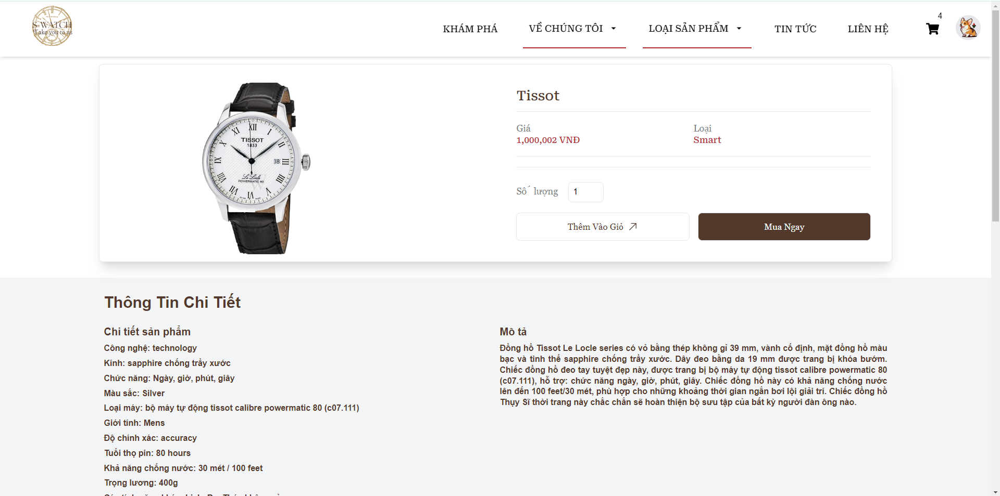 S-WATCH
Take you to us
KHÁM PHÁ
VỀ CHÚNG TÔI
LOẠI SẢN PHẨM
TIN TỨC
LIÊN HỆ
4
XII
TISSOT
1853
18
Le Locle
POWERMATIC 80
Tissot
Giá
1,000,002 VNĐ
Loại
Smart
Số lượng
1
Thêm Vào Giỏ
Mua Ngay
Thông Tin Chi Tiết
Chi tiết sản phẩm
Công nghệ: technology
Kính: sapphire chống trầy xước
Chức năng: Ngày, giờ, phút, giây
Màu sắc: Silver
Loại máy: bộ máy tự động tissot calibre powermatic 80 (c07.111)
Giới tính: Mens
Độ chính xác: accuracy
Tuổi thọ pin: 80 hours
Khả năng chống nước: 30 mét / 100 feet
Trọng lương: 400g
Mô tả
Đồng hồ Tissot Le Locle series có vỏ bằng thép không gỉ 39 mm, vành cố định, mặt đồng hồ màu
bạc và tinh thể sapphire chống trầy xước. Dây đeo bằng da 19 mm được trang bị khóa bướm.
Chiếc đồng hồ đeo tay tuyệt đẹp này, được trang bị bộ máy tự động tissot calibre powermatic 80
(c07.111), hỗ trợ: chức năng ngày, giờ, phút, giây. Chiếc đồng hồ này có khả năng chống nước
lên đến 100 feet/30 mét, phù hợp cho những khoảng thời gian ngắn bơi lội giải trí. Chiếc đồng hồ
Thụy Sĩ thời trang này chắc chắn sẽ hoàn thiện bộ sưu tập của bất kỳ người đàn ông nào.